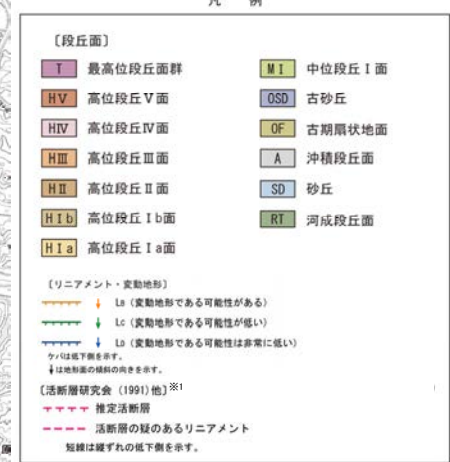 凡 例
〔段丘面〕
T 最高位段丘面群
HⅤ 高位段丘Ⅴ面
HⅣ 高位段丘Ⅳ面
HⅢ 高位段丘Ⅲ面
HⅡ 高位段丘Ⅱ面
HⅠb 高位段丘Ⅰb面
HⅠa 高位段丘Ⅰa面
MⅠ 中位段丘Ⅰ面
OSD 古砂丘
OF 古期扇状地面
A 沖積段丘面
SD 砂丘
RT 河成段丘面
〔リニアメント・変動地形〕
LB (変動地形である可能性がある)
LC (変動地形である可能性が低い)
LD (変動地形である可能性は非常に低い)
ケバは低下側を示す。
↓は地形面の傾斜の向きを示す。
〔活断層研究会(1991)他〕※1
推定活断層
活断層の疑のあるリニアメント
短線は縦ずれの低下側を示す。